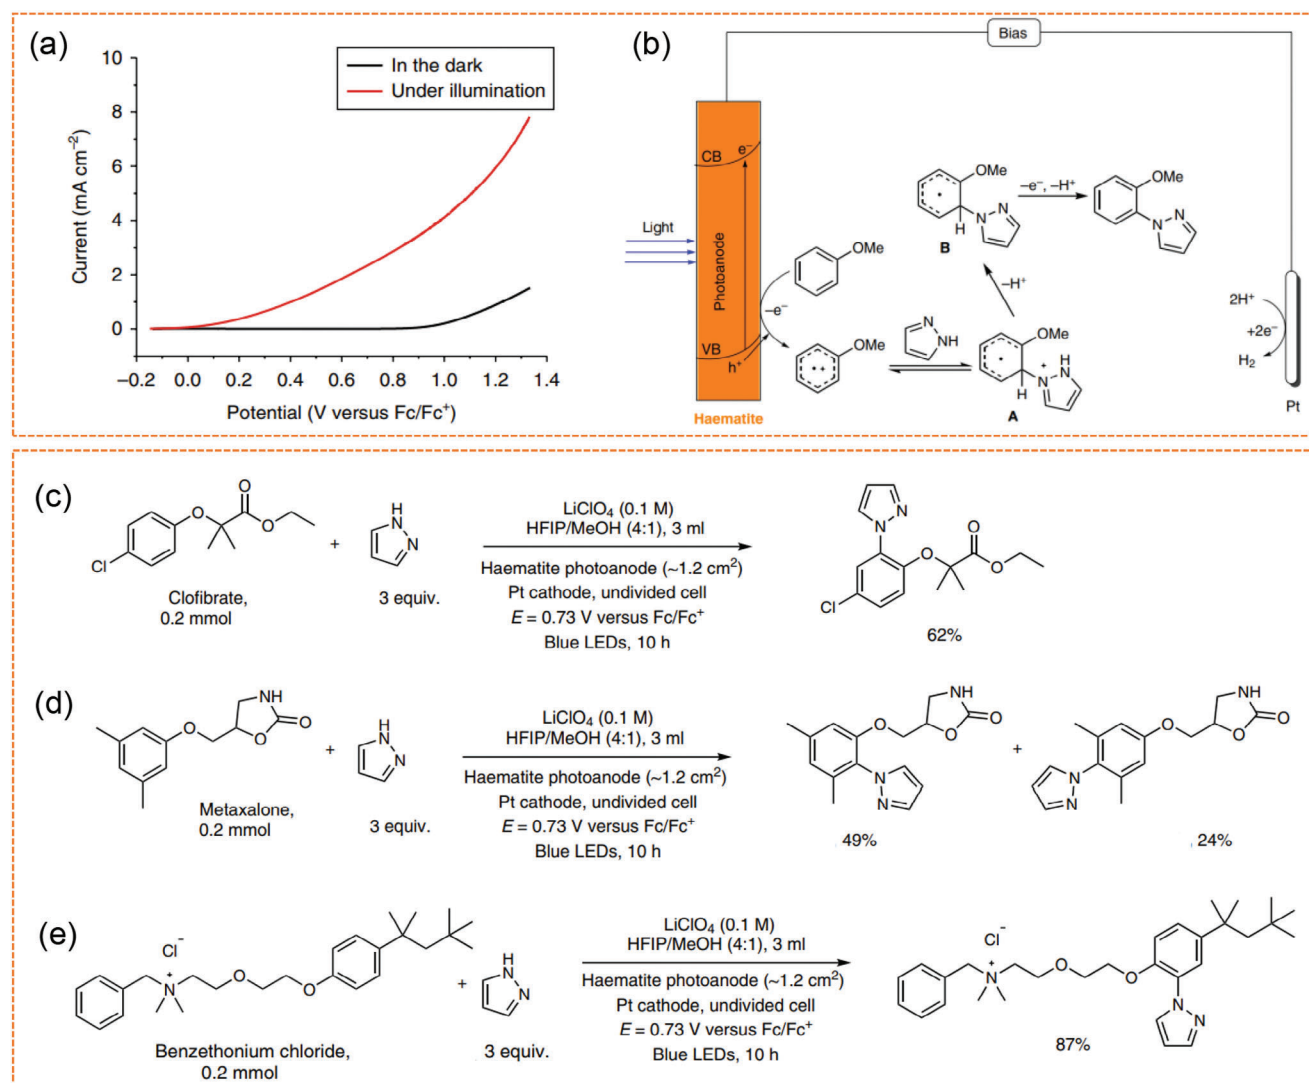 (a)
10
8
6
4
2
0
Current (mA cm⁻²)
In the dark
Under illumination
−0.2
0.0
0.2
0.4
0.6
0.8
1.0
1.2
1.4
Potential (V versus Fc/Fc⁺)
(b)
Bias
CB
e⁻
Light
Photoanode
VB
h⁺
Haematite
OMe
−e⁻
OMe
N
NH
OMe
N
H
B
−e⁻, −H⁺
OMe
N
N
−H⁺
OMe
H
N
N⁺
H
A
2H⁺
+2e⁻
H₂
Pt
(c)
O
O
O
Cl
Clofibrate,
0.2 mmol
+
H
N
N
3 equiv.
LiClO₄ (0.1 M)
HFIP/MeOH (4:1), 3 ml
Haematite photoanode (~1.2 cm²)
Pt cathode, undivided cell
E = 0.73 V versus Fc/Fc⁺
Blue LEDs, 10 h
N
N
O
O
O
Cl
62%
(d)
NH
O
O
O
Metaxalone,
0.2 mmol
+
H
N
N
3 equiv.
LiClO₄ (0.1 M)
HFIP/MeOH (4:1), 3 ml
Haematite photoanode (~1.2 cm²)
Pt cathode, undivided cell
E = 0.73 V versus Fc/Fc⁺
Blue LEDs, 10 h
NH
O
O
O
N
N
49%
+
NH
O
O
O
N
N
24%
(e)
Cl⁻
N⁺
O
O
Benzethonium chloride,
0.2 mmol
+
H
N
N
3 equiv.
LiClO₄ (0.1 M)
HFIP/MeOH (4:1), 3 ml
Haematite photoanode (~1.2 cm²)
Pt cathode, undivided cell
E = 0.73 V versus Fc/Fc⁺
Blue LEDs, 10 h
Cl⁻
N⁺
O
O
N
N
87%